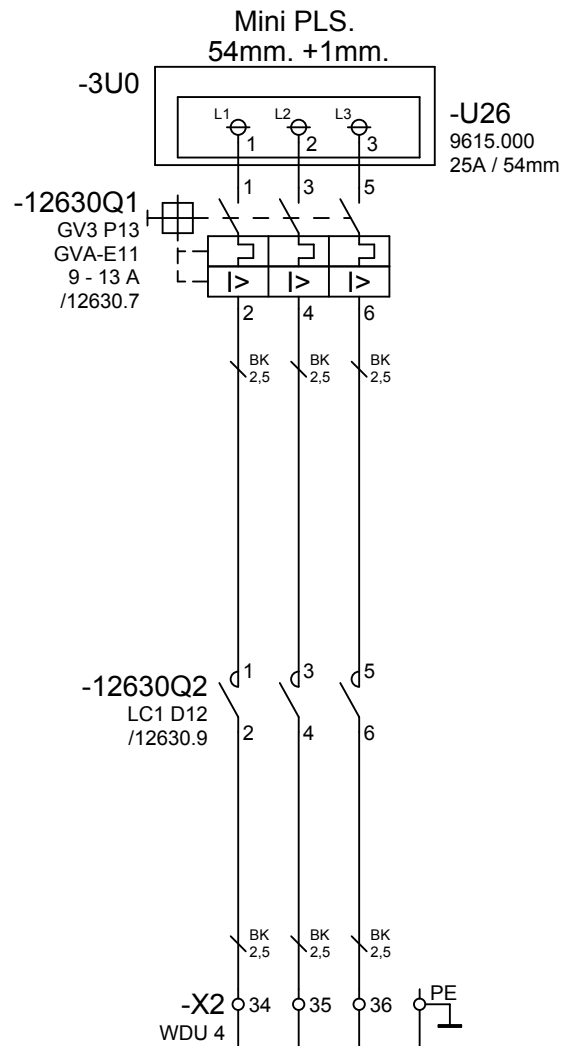 Mini PLS.
54mm. +1mm.
-3U0
L1 L2 L3
1 2 3
-U26
9615.000
25A / 54mm
1 3 5
-12630Q1
GV3 P13
GVA-E11
9 - 13 A
/12630.7
I> I> I>
2 4 6
BK BK BK
2,5 2,5 2,5
1 3 5
-12630Q2
LC1 D12
/12630.9
2 4 6
BK BK BK
2,5 2,5 2,5
-X2 34 35 36 PE
WDU 4